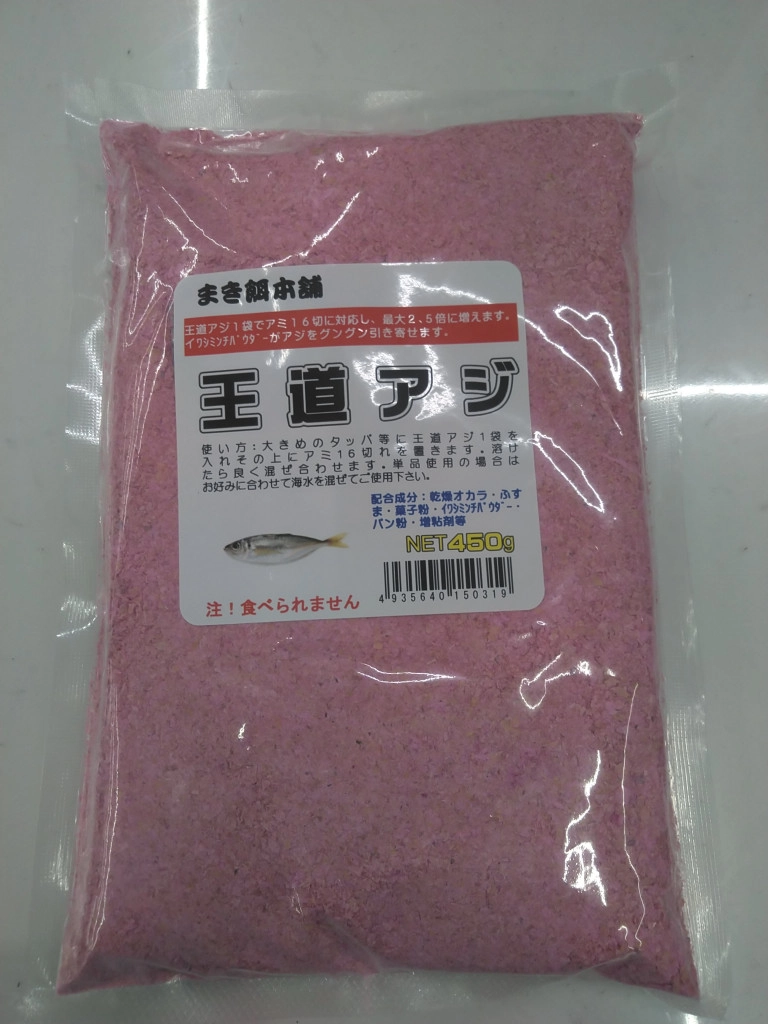 まき餌本舗
王道アジ1袋でアミ16切に対応し、最大2.5倍に増えます。
ｲﾜｼﾐﾝﾁﾊﾟｳﾀﾞｰがアジをグングン引き寄せます。
王道アジ
使い方:大きめのタッパ等に王道アジ1袋を
入れその上にアミ16切れを置きます。溶け
たら良く混ぜ合わせます。単品使用の場合は
お好みに合わせて海水を混ぜてご使用下さい。
配合成分:乾燥オカラ・ふす
ま・菓子粉・ｲﾜｼﾐﾝﾁﾊﾟｳﾀﾞｰ・
パン粉・増粘剤等
NET450g
注!食べられません
4 935640 150319